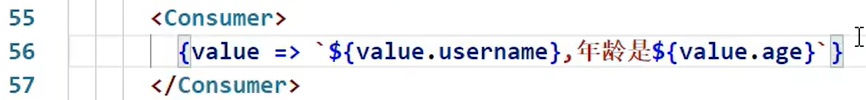 55 <Consumer>
56 {value => `${value.username},年龄是${value.age}`}
57 </Consumer>